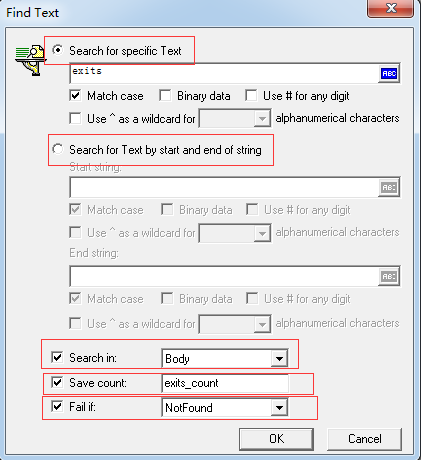 Find Text
Search for specific Text
exits
ABC
Match case Binary data Use # for any digit
Use ^ as a wildcard for alphanumerical characters
Search for Text by start and end of string
Start string:
ABC
Match case Binary data Use # for any digit
Use ^ as a wildcard for alphanumerical characters
End string:
ABC
Match case Binary data Use # for any digit
Use ^ as a wildcard for alphanumerical characters
Search in: Body
Save count: exits_count
Fail if: NotFound
OK Cancel